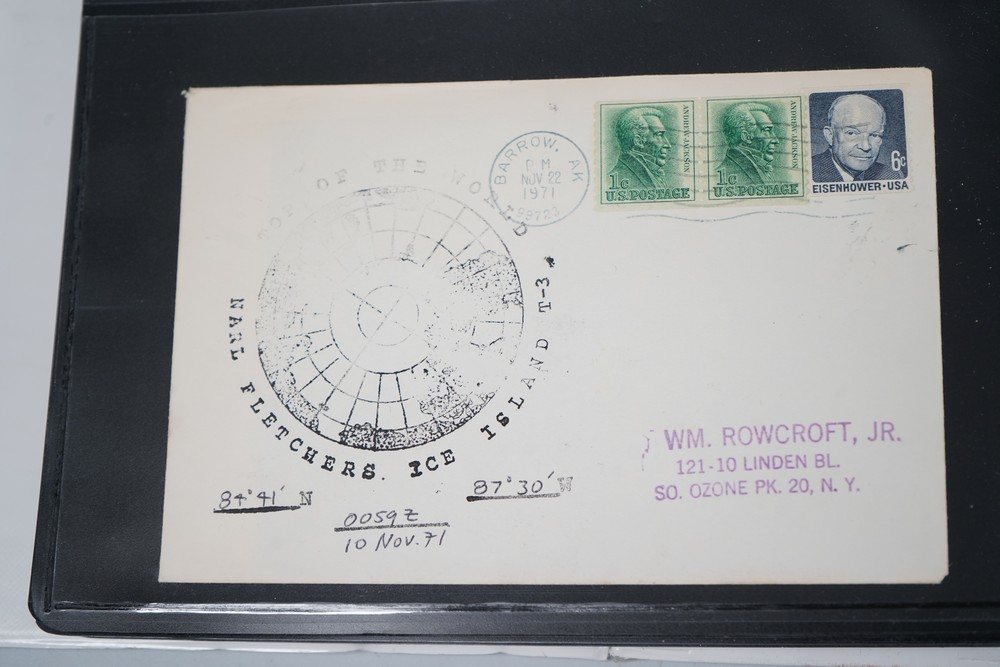 BARROW, AK
P M
NOV 22
1971
99723
1c
U.S. POSTAGE
ANDREW JACKSON
1c
U.S. POSTAGE
ANDREW JACKSON
6c
EISENHOWER · USA
TOP OF THE WORLD
NARL FLETCHERS. ICE ISLAND T-3
84°41' N
87°30' W
0059Z
10 Nov. 71
WM. ROWCROFT, JR.
121-10 LINDEN BL.
SO. OZONE PK. 20, N. Y.